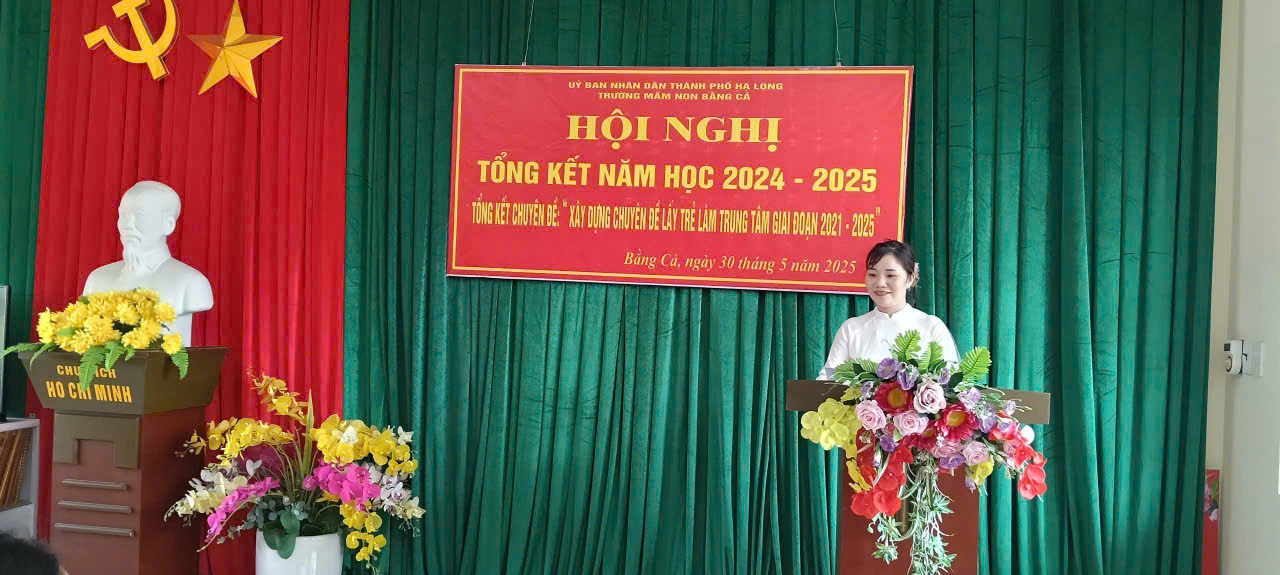 UỶ BAN NHÂN DÂN THÀNH PHỐ HẠ LONG
TRƯỜNG MẦM NON BẰNG CẢ
HỘI NGHỊ
TỔNG KẾT NĂM HỌC 2024 - 2025
TỔNG KẾT CHUYÊN ĐỀ: " XÂY DỰNG CHUYÊN ĐỀ LẤY TRẺ LÀM TRUNG TÂM GIAI ĐOẠN 2021 - 2025"
Bằng Cả, ngày 30 tháng 5 năm 2025
CHỦ TỊCH
HỒ CHÍ MINH